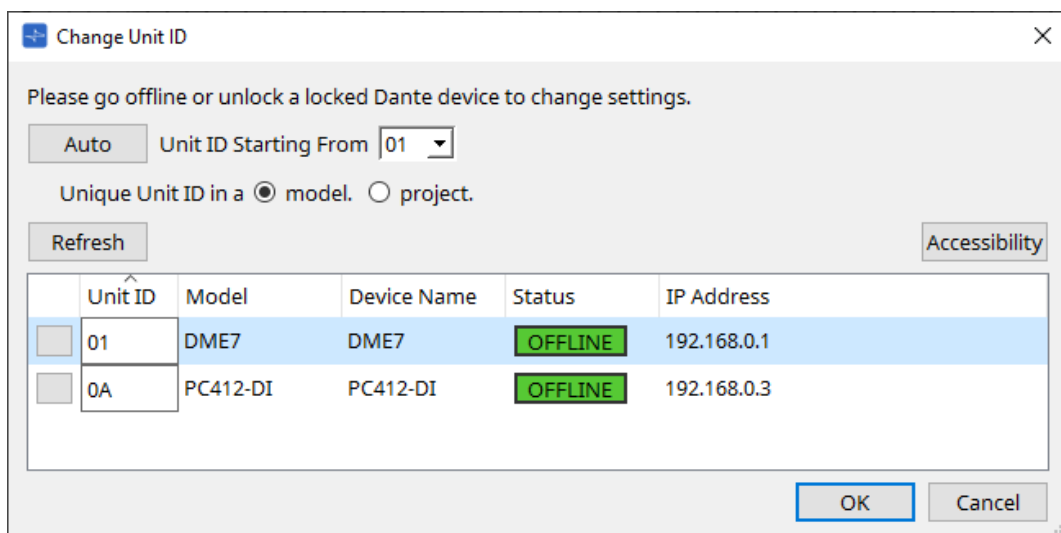 Change Unit ID
Please go offline or unlock a locked Dante device to change settings.
Auto Unit ID Starting From 01
Unique Unit ID in a model. project.
Refresh Accessibility
Unit ID Model Device Name Status IP Address
01 DME7 DME7 OFFLINE 192.168.0.1
0A PC412-DI PC412-DI OFFLINE 192.168.0.3
OK Cancel